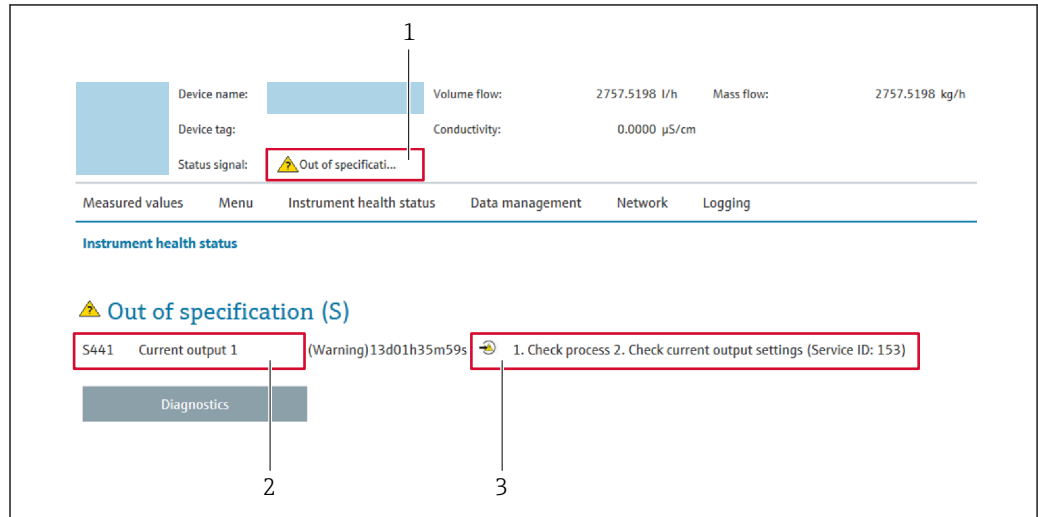 1
Device name: Volume flow: 2757.5198 l/h Mass flow: 2757.5198 kg/h
Device tag: Conductivity: 0.0000 µS/cm
Status signal: Out of specificati...
Measured values Menu Instrument health status Data management Network Logging
Instrument health status
Out of specification (S)
S441 Current output 1 (Warning)13d01h35m59s 1. Check process 2. Check current output settings (Service ID: 153)
Diagnostics
2 3